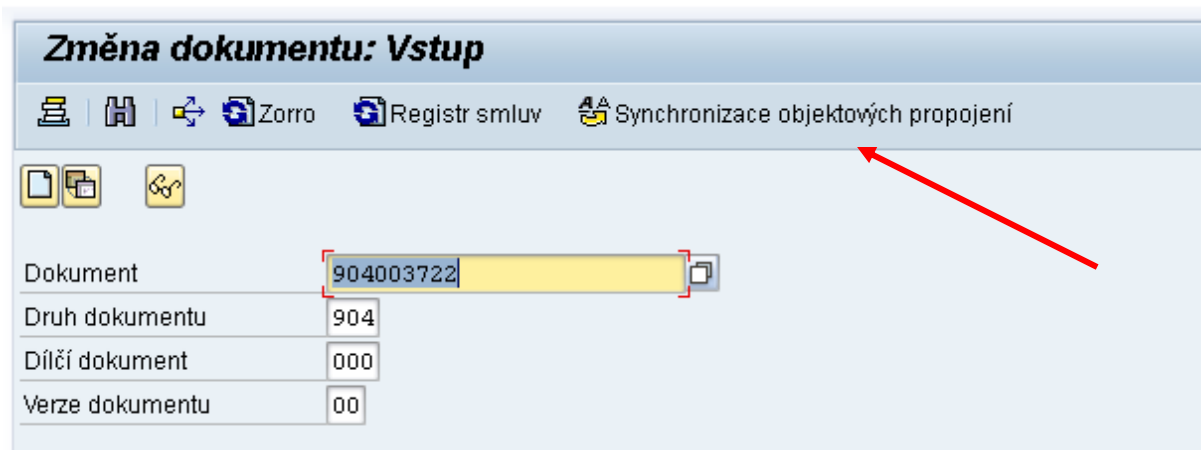 Změna dokumentu: Vstup
Zorro Registr smluv Synchronizace objektových propojení
Dokument 904003722
Druh dokumentu 904
Dílčí dokument 000
Verze dokumentu 00